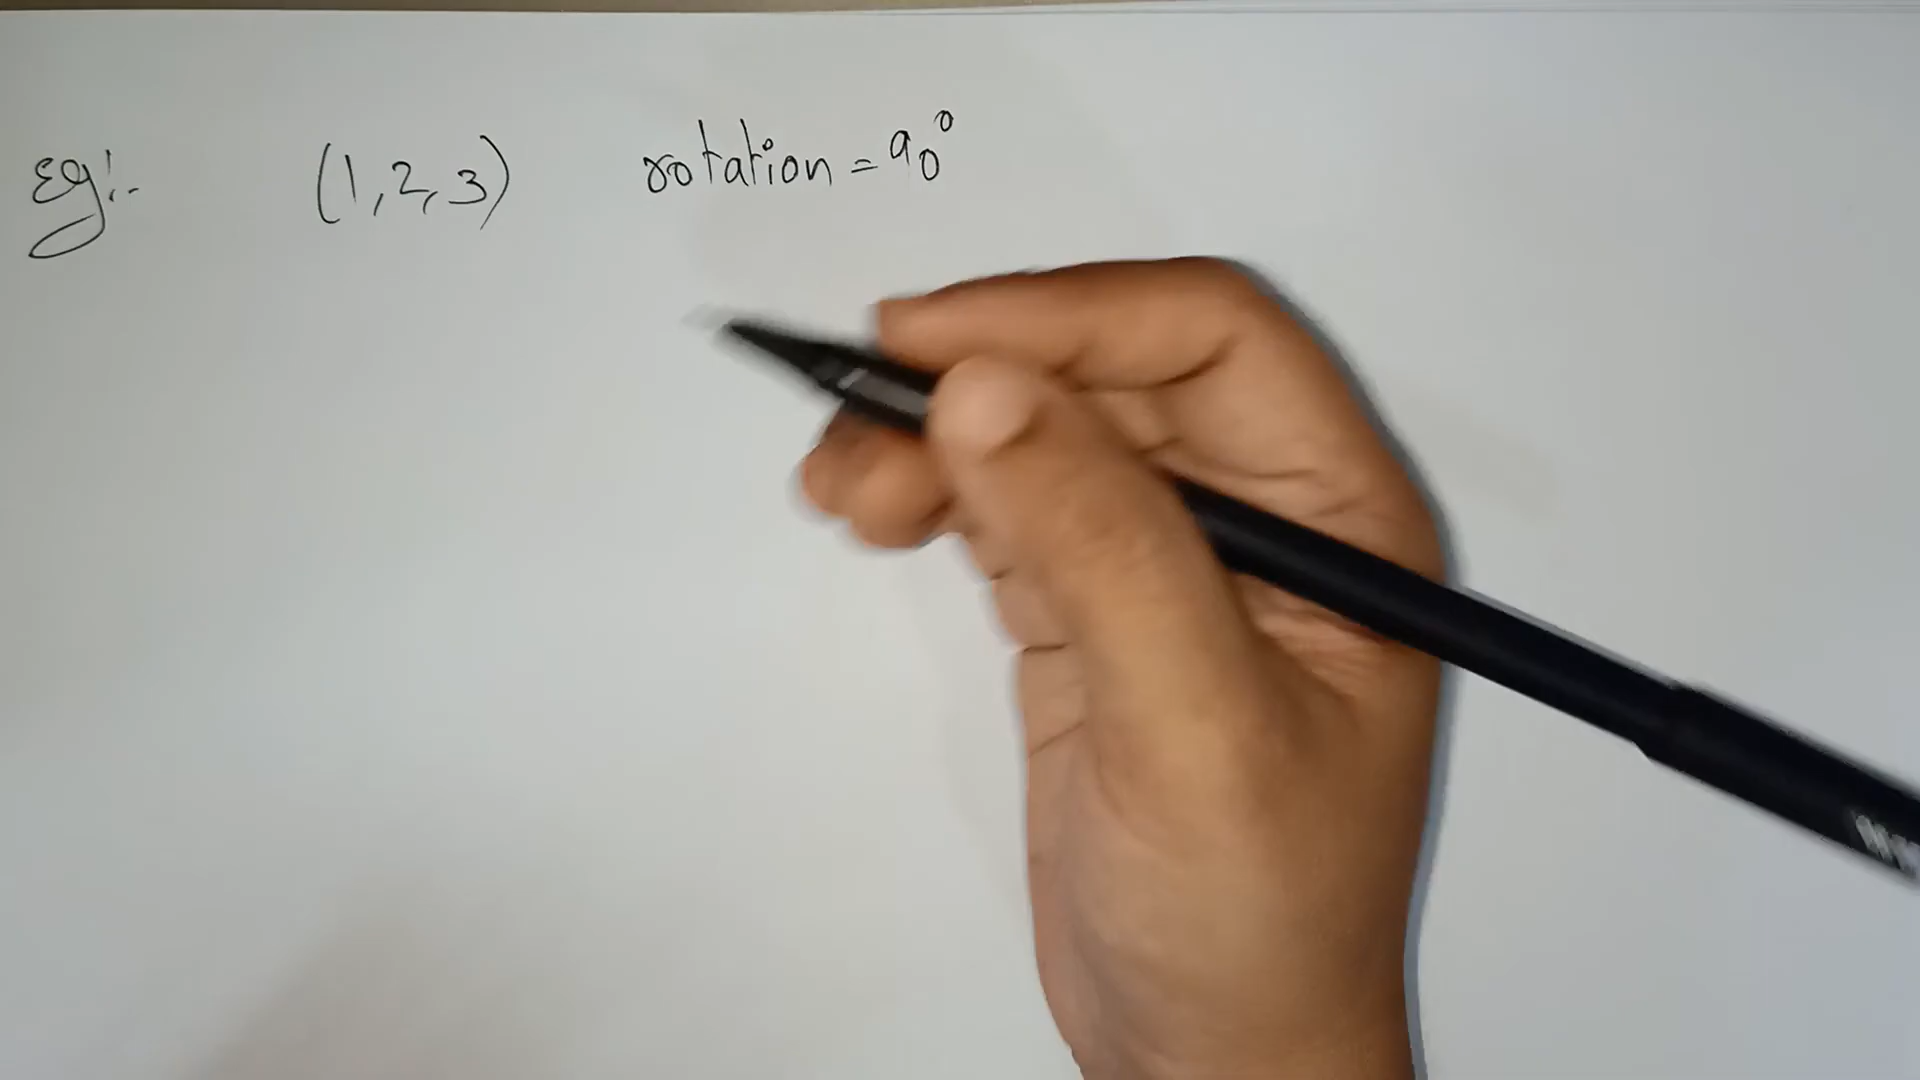 Eg:- (1,2,3) rotation = 90°